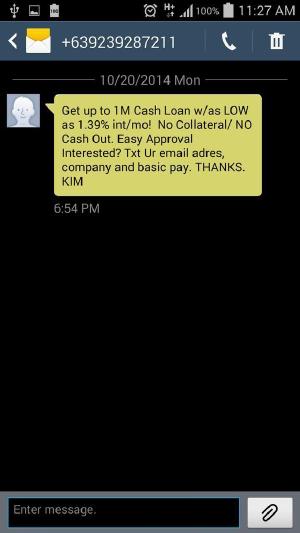 100% 11:27 AM
+639239287211
10/20/2014 Mon
Get up to 1M Cash Loan w/as LOW
as 1.39% int/mo!  No Collateral/ NO
Cash Out. Easy Approval
Interested? Txt Ur email adres,
company and basic pay. THANKS.
KIM
6:54 PM
Enter message.